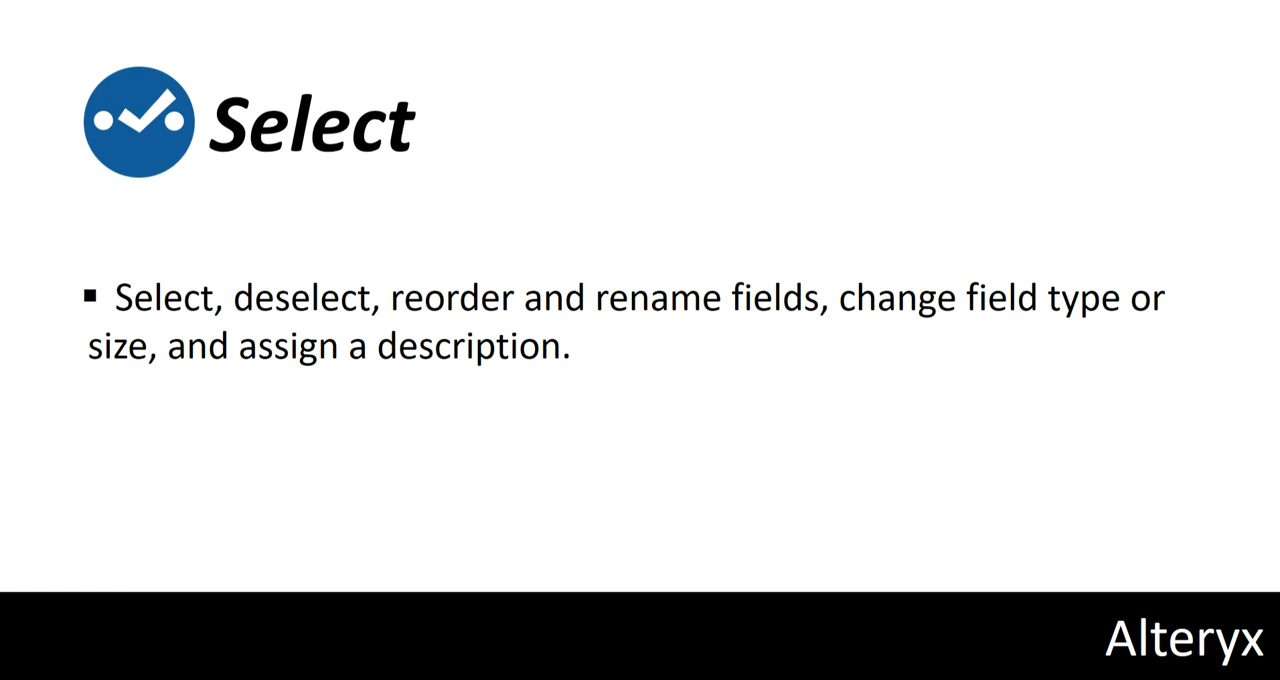 Select
▪ Select, deselect, reorder and rename fields, change field type or
size, and assign a description.
Alteryx